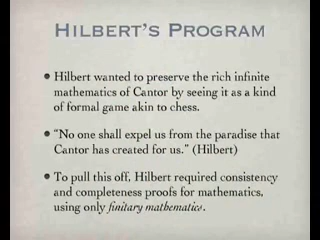 HILBERT'S PROGRAM
• Hilbert wanted to preserve the rich infinite
mathematics of Cantor by seeing it as a kind
of formal game akin to chess.
• "No one shall expel us from the paradise that
Cantor has created for us." (Hilbert)
• To pull this off, Hilbert required consistency
and completeness proofs for mathematics,
using only finitary mathematics.